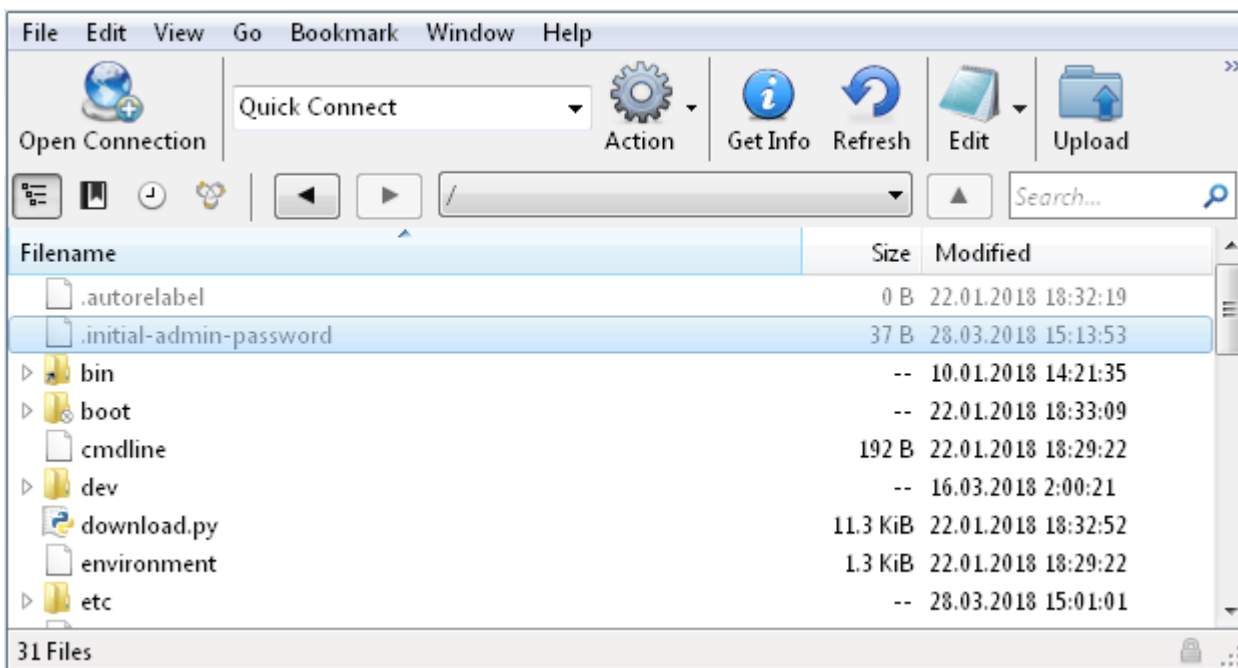 File Edit View Go Bookmark Window Help
Quick Connect
Open Connection Action Get Info Refresh Edit Upload
/ Search...
Filename Size Modified
.autorelabel 0 B 22.01.2018 18:32:19
.initial-admin-password 37 B 28.03.2018 15:13:53
bin -- 10.01.2018 14:21:35
boot -- 22.01.2018 18:33:09
cmdline 192 B 22.01.2018 18:29:22
dev -- 16.03.2018 2:00:21
download.py 11.3 KiB 22.01.2018 18:32:52
environment 1.3 KiB 22.01.2018 18:29:22
etc -- 28.03.2018 15:01:01
31 Files